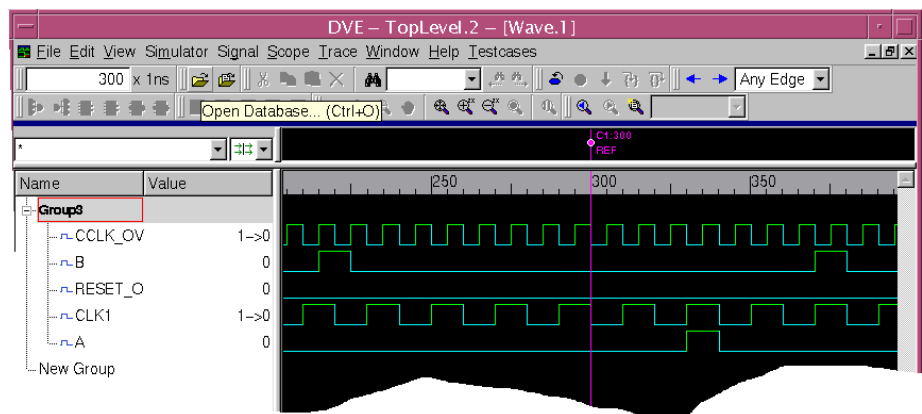 DVE – TopLevel.2 – [Wave.1]
File Edit View Simulator Signal Scope Trace Window Help Testcases
300 x 1ns Any Edge
Open Database... (Ctrl+O)
*
C1:300
REF
Name Value 250 300 350
Group3
CCLK_OV 1->0
B 0
RESET_O 0
CLK1 1->0
A 0
New Group